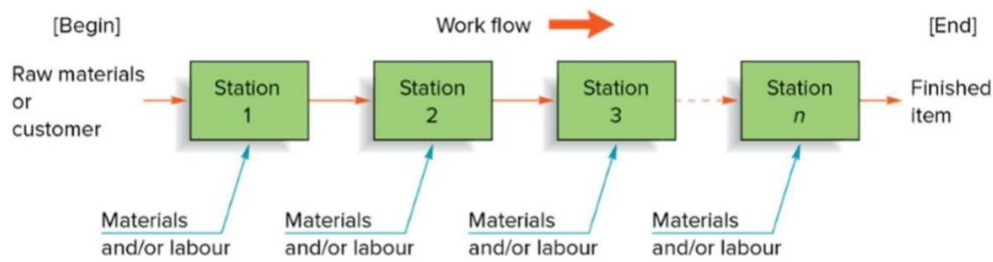 [Begin]
Work flow
[End]
Raw materials
or
customer
Station
1
Station
2
Station
3
Station
n
Finished
item
Materials
and/or labour
Materials
and/or labour
Materials
and/or labour
Materials
and/or labour